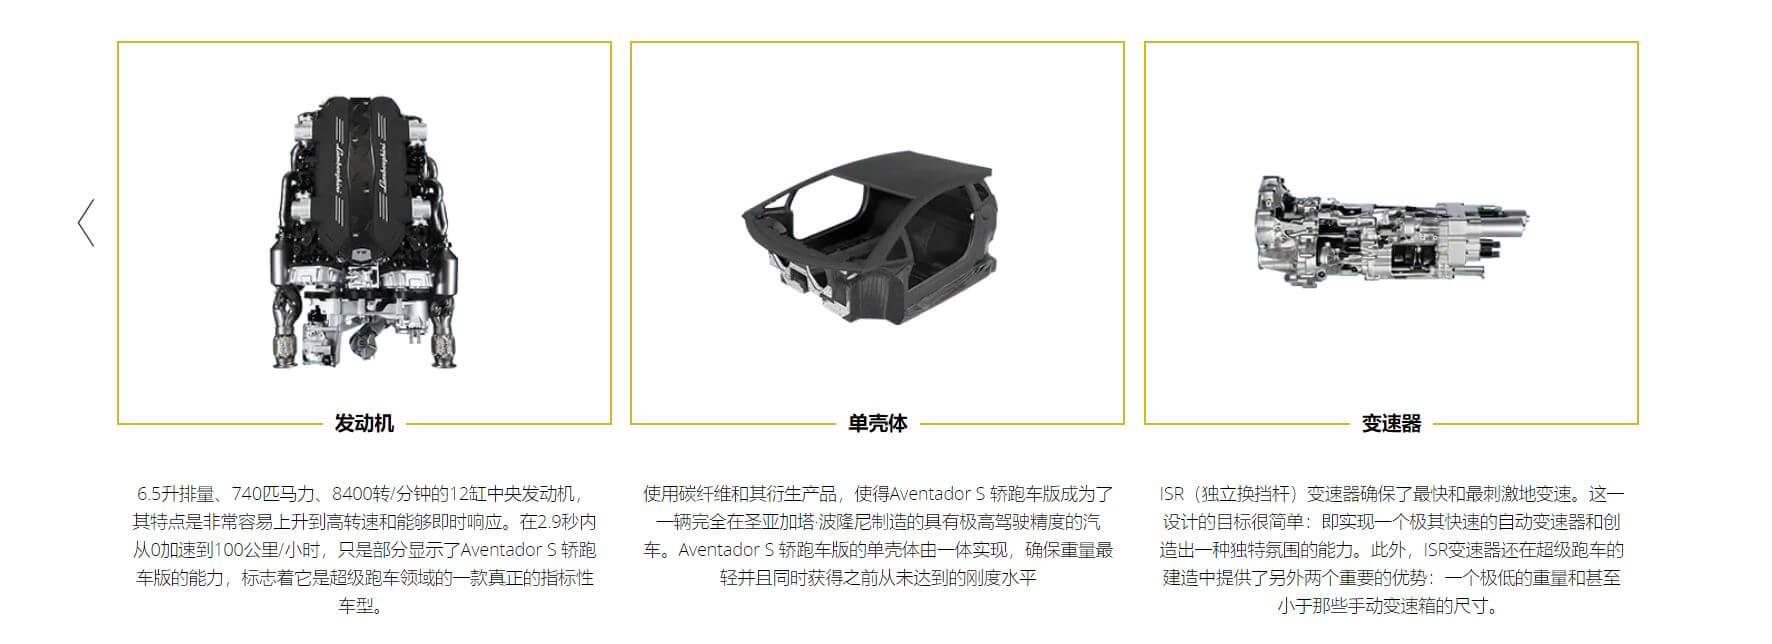 Lamborghini
Lamborghini
发动机
6.5升排量、740匹马力、8400转/分钟的12缸中央发动机，
其特点是非常容易上升到高转速和能够即时响应。在2.9秒内
从0加速到100公里/小时，只是部分显示了Aventador S 轿跑
车版的能力，标志着它是超级跑车领域的一款真正的指标性
车型。
单壳体
使用碳纤维和其衍生产品，使得Aventador S 轿跑车版成为了
一辆完全在圣亚加塔·波隆尼制造的具有极高驾驶精度的汽
车。Aventador S 轿跑车版的单壳体由一体实现，确保重量最
轻并且同时获得之前从未达到的刚度水平
变速器
ISR（独立换挡杆）变速器确保了最快和最刺激地变速。这一
设计的目标很简单：即实现一个极其快速的自动变速器和创
造出一种独特氛围的能力。此外，ISR变速器还在超级跑车的
建造中提供了另外两个重要的优势：一个极低的重量和甚至
小于那些手动变速箱的尺寸。